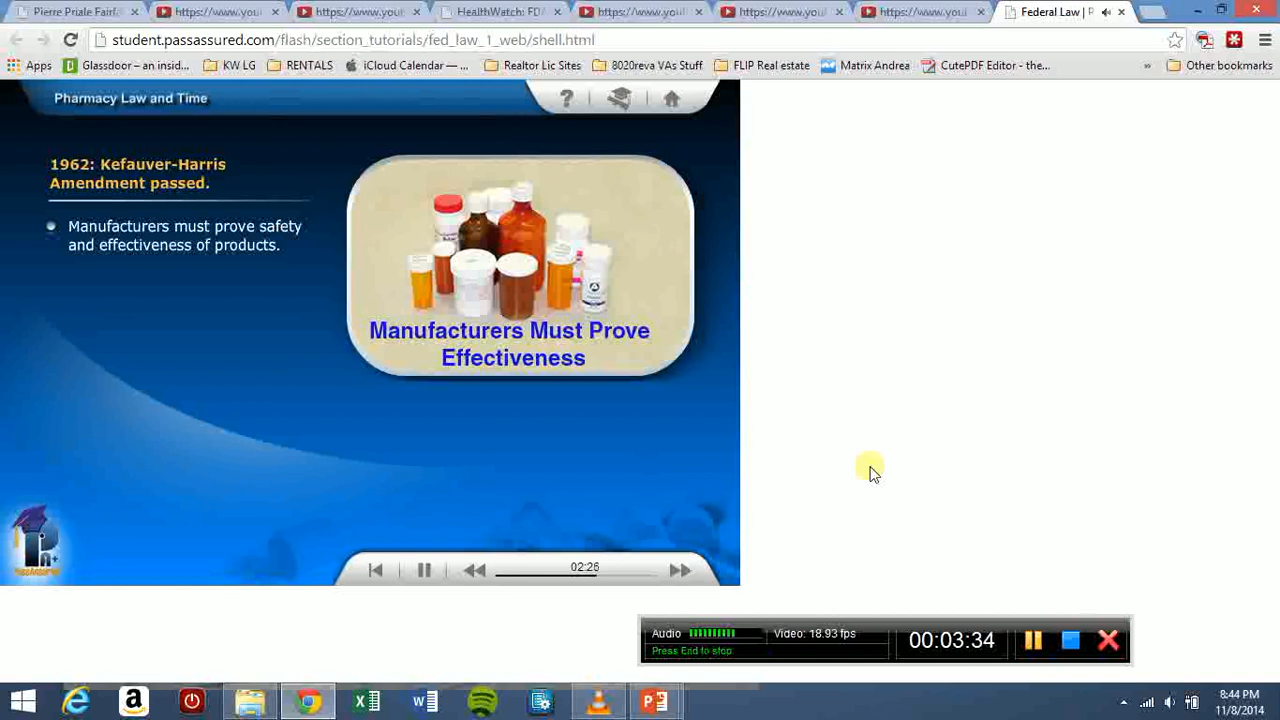 Pierre Priale Fairfa
https://www.you
https://www.you
HealthWatch: FD
https://www.you
https://www.you
https://www.you
Federal Law | P
student.passassured.com/flash/section_tutorials/fed_law_1_web/shell.html
Apps
Glassdoor – an insid...
KW LG
RENTALS
iCloud Calendar – ...
Realtor Lic Sites
8020reva VAs Stuff
FLIP Real estate
Matrix Andrea
CutePDF Editor - the...
»
Other bookmarks
Pharmacy Law and Time
?
1962: Kefauver-Harris
Amendment passed.
Manufacturers must prove safety
and effectiveness of products.
Manufacturers Must Prove
Effectiveness
02:26
Audio
Video: 18.93 fps
Press End to stop
00:03:34
8:44 PM
11/8/2014